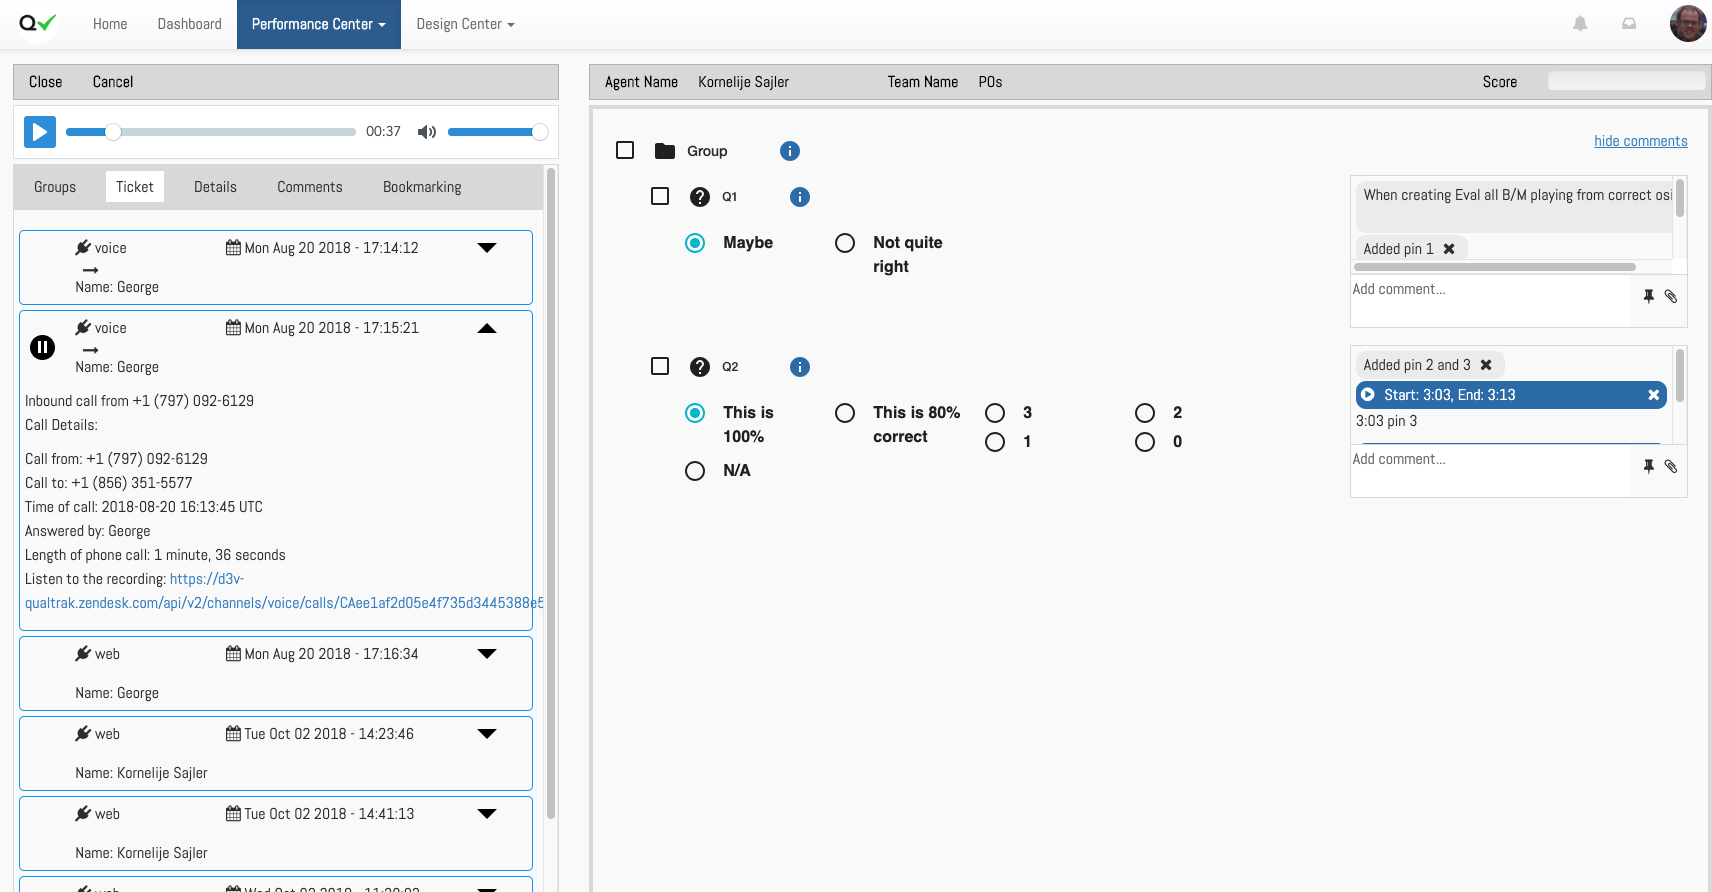 Q
Home
Dashboard
Performance Center
Design Center
Close
Cancel
Agent Name
Kornelije Sajler
Team Name
POs
Score
00:37
Groups
Ticket
Details
Comments
Bookmarking
voice
Mon Aug 20 2018 - 17:14:12
Name: George
voice
Mon Aug 20 2018 - 17:15:21
Name: George
Inbound call from +1 (797) 092-6129
Call Details:
Call from: +1 (797) 092-6129
Call to: +1 (856) 351-5577
Time of call: 2018-08-20 16:13:45 UTC
Answered by: George
Length of phone call: 1 minute, 36 seconds
Listen to the recording: https://d3v-
qualtrak.zendesk.com/api/v2/channels/voice/calls/CAee1af2d05e4f735d3445388e5
web
Mon Aug 20 2018 - 17:16:34
Name: George
web
Tue Oct 02 2018 - 14:23:46
Name: Kornelije Sajler
web
Tue Oct 02 2018 - 14:41:13
Name: Kornelije Sajler
hide comments
Group
Q1
Maybe
Not quite
right
When creating Eval all B/M playing from correct osi
Added pin 1
Add comment...
Q2
This is
100%
This is 80%
correct
3
2
1
0
N/A
Added pin 2 and 3
Start: 3:03, End: 3:13
3:03 pin 3
Add comment...